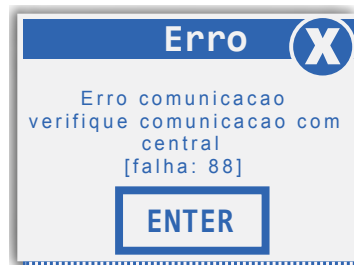 Erro
X
Erro comunicacao
verifique comunicacao com
central
[falha: 88]
ENTER